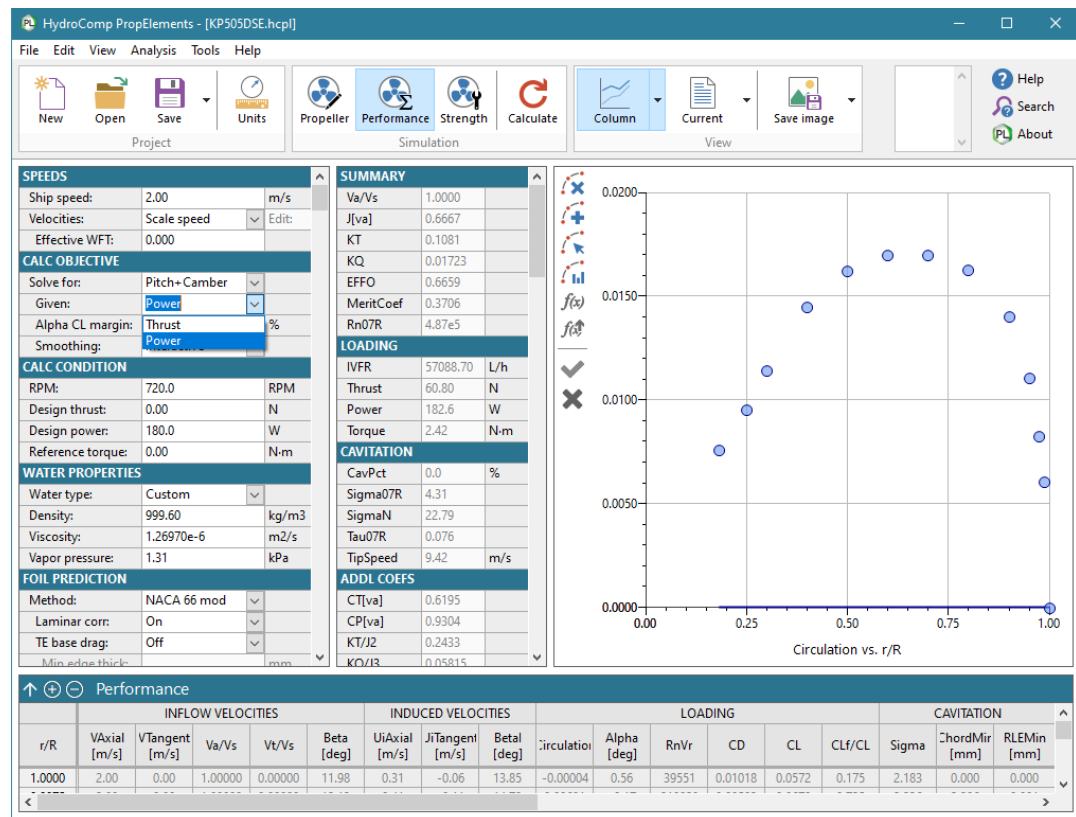 HydroComp PropElements - [KP505DSE.hcpl]
File Edit View Analysis Tools Help
New Open Save Units
Project
Propeller Performance Strength Calculate
Simulation
Column Current Save image
View
Help
Search
About
SPEEDS
Ship speed: 2.00 m/s
Velocities: Scale speed Edit:
Effective WFT: 0.000
CALC OBJECTIVE
Solve for: Pitch+Camber
Given: Power
Alpha CL margin: Thrust %
Smoothing: Power
CALC CONDITION
RPM: 720.0 RPM
Design thrust: 0.00 N
Design power: 180.0 W
Reference torque: 0.00 N·m
WATER PROPERTIES
Water type: Custom
Density: 999.60 kg/m3
Viscosity: 1.26970e-6 m2/s
Vapor pressure: 1.31 kPa
FOIL PREDICTION
Method: NACA 66 mod
Laminar corr: On
TE base drag: Off
Min edge thick: mm
SUMMARY
Va/Vs 1.0000
J[va] 0.6667
KT 0.1081
KQ 0.01723
EFFO 0.6659
MeritCoef 0.3706
Rn07R 4.87e5
LOADING
IVFR 57088.70 L/h
Thrust 60.80 N
Power 182.6 W
Torque 2.42 N·m
CAVITATION
CavPct 0.0 %
Sigma07R 4.31
SigmaN 22.79
Tau07R 0.076
TipSpeed 9.42 m/s
ADDL COEFS
CT[va] 0.6195
CP[va] 0.9304
KT/J2 0.2433
KQ/J3 0.05815
f(x)
0.0200
0.0150
0.0100
0.0050
0.0000
0.00 0.25 0.50 0.75 1.00
Circulation vs. r/R
Performance
INFLOW VELOCITIES INDUCED VELOCITIES LOADING CAVITATION
r/R VAxial [m/s] VTangent [m/s] Va/Vs Vt/Vs Beta [deg] UiAxial [m/s] JiTangent [m/s] BetaI [deg] Circulation Alpha [deg] RnVr CD CL CLf/CL Sigma ChordMin [mm] RLEMin [mm]
1.0000 2.00 0.00 1.00000 0.00000 11.98 0.31 -0.06 13.85 -0.00004 0.56 39551 0.01018 0.0572 0.175 2.183 0.000 0.000